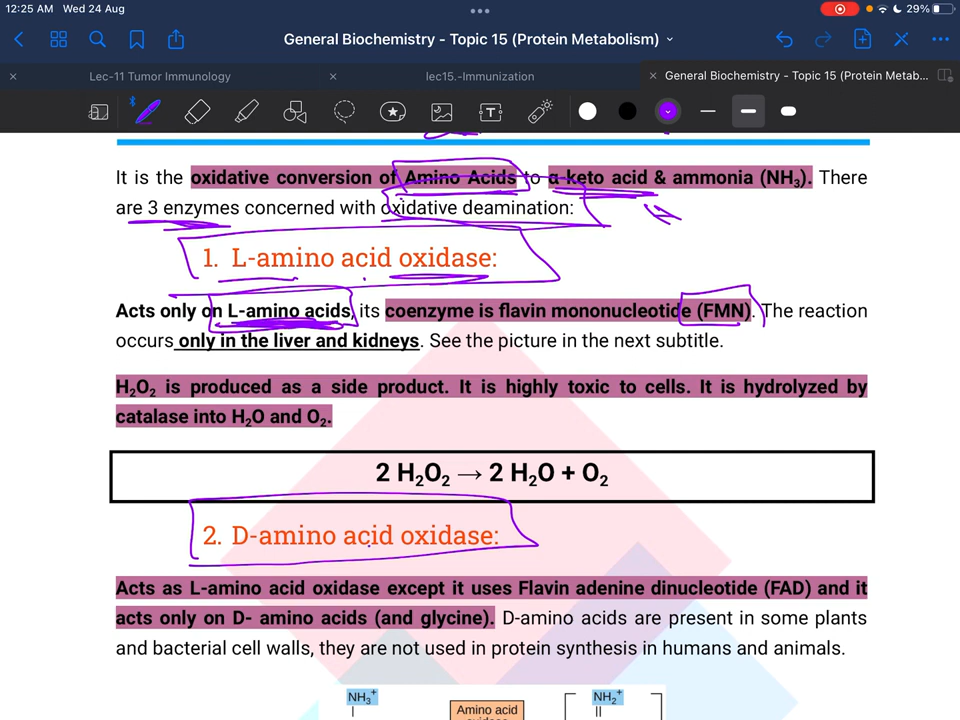 12:25 AM Wed 24 Aug
29%
General Biochemistry - Topic 15 (Protein Metabolism)
Lec-11 Tumor Immunology
lec15.-Immunization
General Biochemistry - Topic 15 (Protein Metab...
It is the oxidative conversion of Amino Acids to α-keto acid & ammonia (NH₃). There
are 3 enzymes concerned with oxidative deamination:
1. L-amino acid oxidase:
Acts only on L-amino acids, its coenzyme is flavin mononucleotide (FMN). The reaction
occurs only in the liver and kidneys. See the picture in the next subtitle.
H₂O₂ is produced as a side product. It is highly toxic to cells. It is hydrolyzed by
catalase into H₂O and O₂.
2 H₂O₂ → 2 H₂O + O₂
2. D-amino acid oxidase:
Acts as L-amino acid oxidase except it uses Flavin adenine dinucleotide (FAD) and it
acts only on D- amino acids (and glycine). D-amino acids are present in some plants
and bacterial cell walls, they are not used in protein synthesis in humans and animals.
NH₃⁺
Amino acid
NH₂⁺